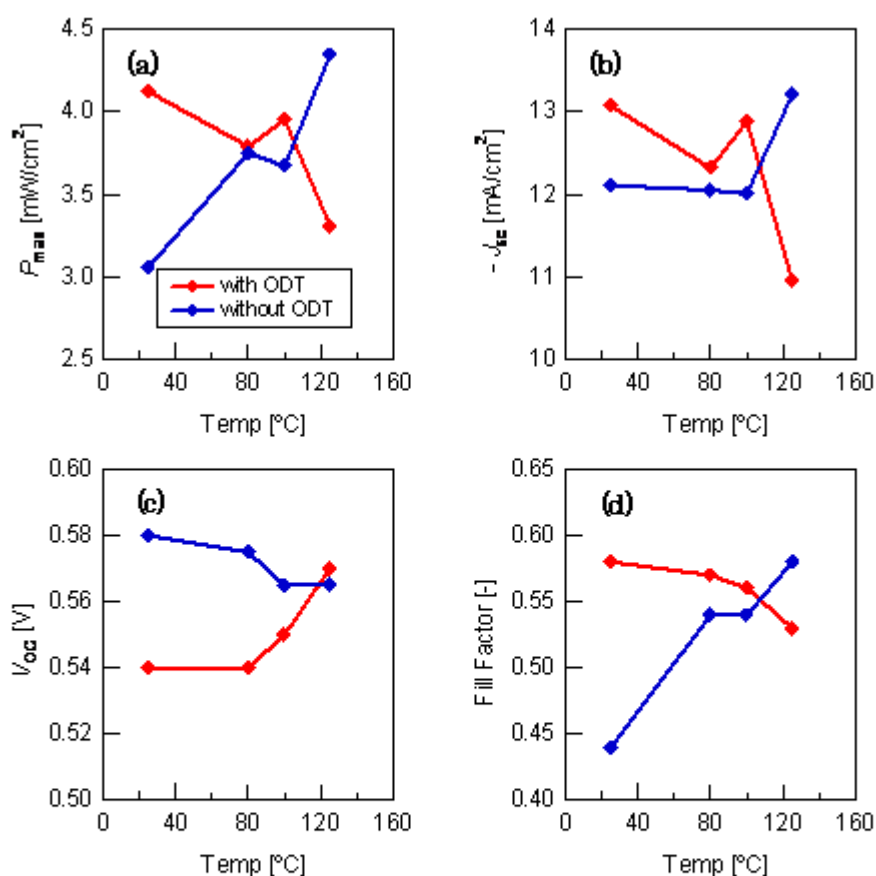 (a)
4.5
4.0
3.5
3.0
2.5
Pmax [mW/cm²]
with ODT
without ODT
0 40 80 120 160
Temp [°C]
(b)
14
13
12
11
10
- Jsc [mA/cm²]
0 40 80 120 160
Temp [°C]
(c)
0.60
0.58
0.56
0.54
0.52
0.50
VOC [V]
0 40 80 120 160
Temp [°C]
(d)
0.65
0.60
0.55
0.50
0.45
0.40
Fill Factor [-]
0 40 80 120 160
Temp [°C]